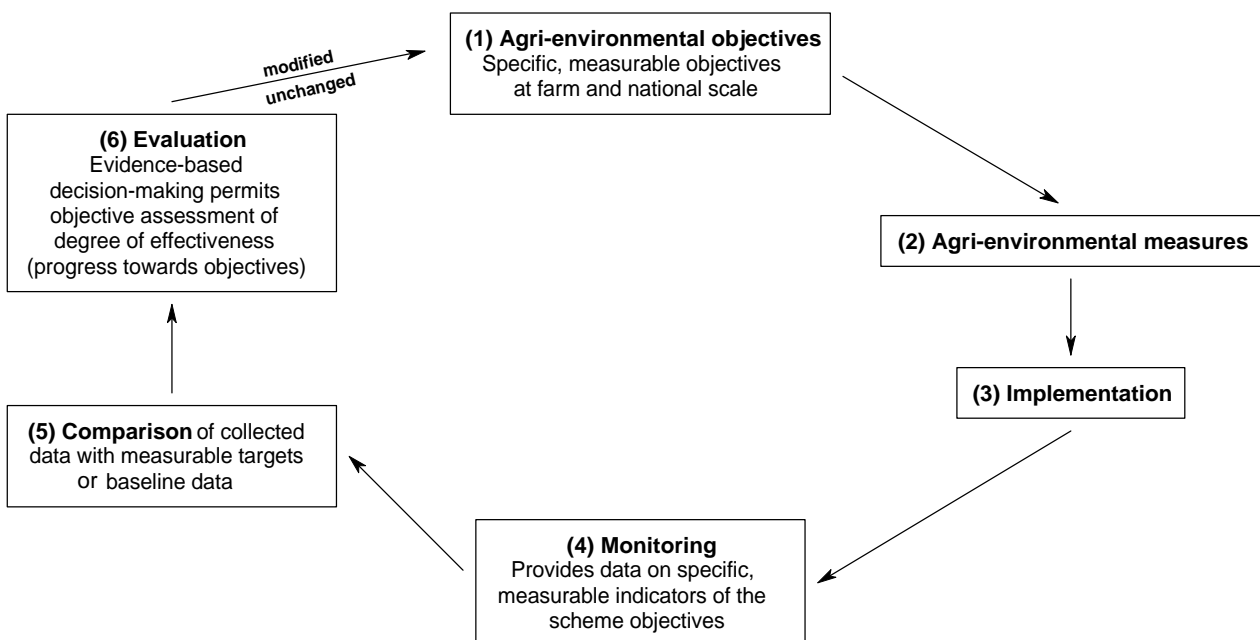 (1) Agri-environmental objectives
Specific, measurable objectives
at farm and national scale
(2) Agri-environmental measures
(3) Implementation
(4) Monitoring
Provides data on specific,
measurable indicators of the
scheme objectives
(5) Comparison of collected
data with measurable targets
or baseline data
(6) Evaluation
Evidence-based
decision-making permits
objective assessment of
degree of effectiveness
(progress towards objectives)
modified
unchanged